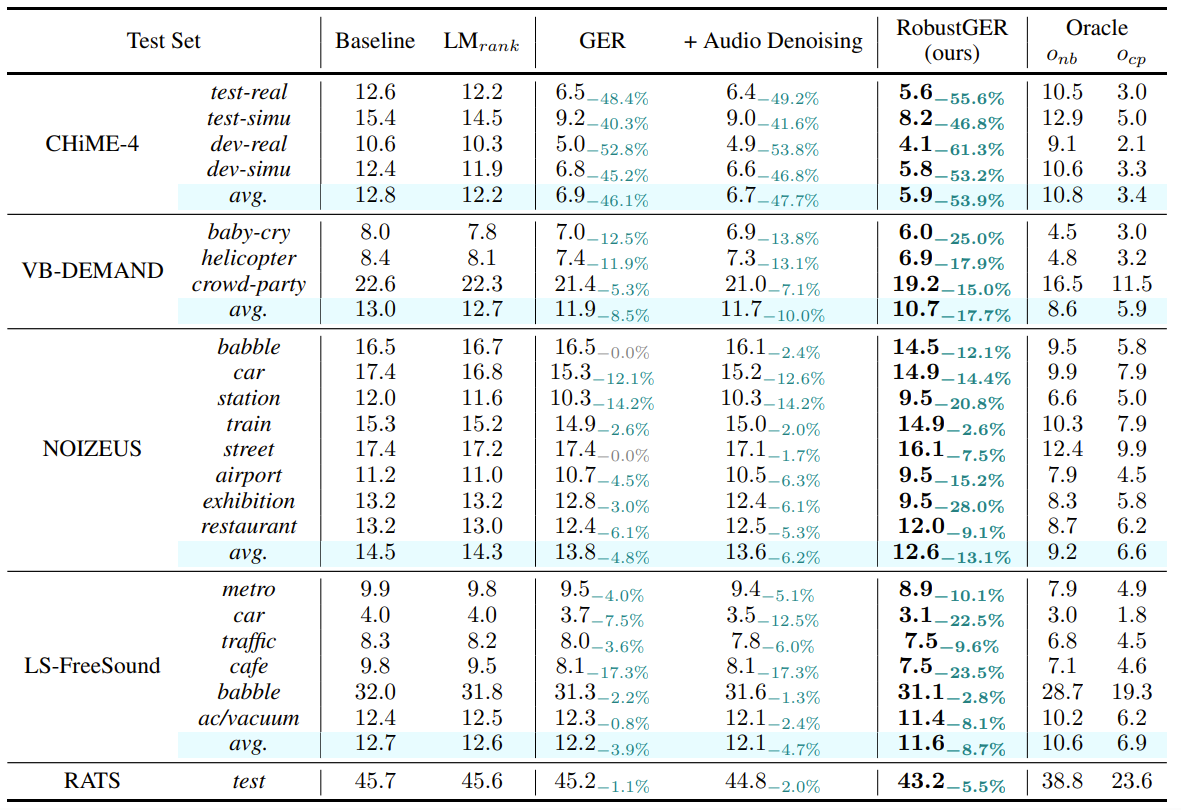 Test Set Baseline LM_rank GER + Audio Denoising RobustGER (ours) Oracle
o_nb o_cp
CHiME-4
test-real 12.6 12.2 6.5−48.4% 6.4−49.2% 5.6−55.6% 10.5 3.0
test-simu 15.4 14.5 9.2−40.3% 9.0−41.6% 8.2−46.8% 12.9 5.0
dev-real 10.6 10.3 5.0−52.8% 4.9−53.8% 4.1−61.3% 9.1 2.1
dev-simu 12.4 11.9 6.8−45.2% 6.6−46.8% 5.8−53.2% 10.6 3.3
avg. 12.8 12.2 6.9−46.1% 6.7−47.7% 5.9−53.9% 10.8 3.4
VB-DEMAND
baby-cry 8.0 7.8 7.0−12.5% 6.9−13.8% 6.0−25.0% 4.5 3.0
helicopter 8.4 8.1 7.4−11.9% 7.3−13.1% 6.9−17.9% 4.8 3.2
crowd-party 22.6 22.3 21.4−5.3% 21.0−7.1% 19.2−15.0% 16.5 11.5
avg. 13.0 12.7 11.9−8.5% 11.7−10.0% 10.7−17.7% 8.6 5.9
NOIZEUS
babble 16.5 16.7 16.5−0.0% 16.1−2.4% 14.5−12.1% 9.5 5.8
car 17.4 16.8 15.3−12.1% 15.2−12.6% 14.9−14.4% 9.9 7.9
station 12.0 11.6 10.3−14.2% 10.3−14.2% 9.5−20.8% 6.6 5.0
train 15.3 15.2 14.9−2.6% 15.0−2.0% 14.9−2.6% 10.3 7.9
street 17.4 17.2 17.4−0.0% 17.1−1.7% 16.1−7.5% 12.4 9.9
airport 11.2 11.0 10.7−4.5% 10.5−6.3% 9.5−15.2% 7.9 4.5
exhibition 13.2 13.2 12.8−3.0% 12.4−6.1% 9.5−28.0% 8.3 5.8
restaurant 13.2 13.0 12.4−6.1% 12.5−5.3% 12.0−9.1% 8.7 6.2
avg. 14.5 14.3 13.8−4.8% 13.6−6.2% 12.6−13.1% 9.2 6.6
LS-FreeSound
metro 9.9 9.8 9.5−4.0% 9.4−5.1% 8.9−10.1% 7.9 4.9
car 4.0 4.0 3.7−7.5% 3.5−12.5% 3.1−22.5% 3.0 1.8
traffic 8.3 8.2 8.0−3.6% 7.8−6.0% 7.5−9.6% 6.8 4.5
cafe 9.8 9.5 8.1−17.3% 8.1−17.3% 7.5−23.5% 7.1 4.6
babble 32.0 31.8 31.3−2.2% 31.6−1.3% 31.1−2.8% 28.7 19.3
ac/vacuum 12.4 12.5 12.3−0.8% 12.1−2.4% 11.4−8.1% 10.2 6.2
avg. 12.7 12.6 12.2−3.9% 12.1−4.7% 11.6−8.7% 10.6 6.9
RATS test 45.7 45.6 45.2−1.1% 44.8−2.0% 43.2−5.5% 38.8 23.6